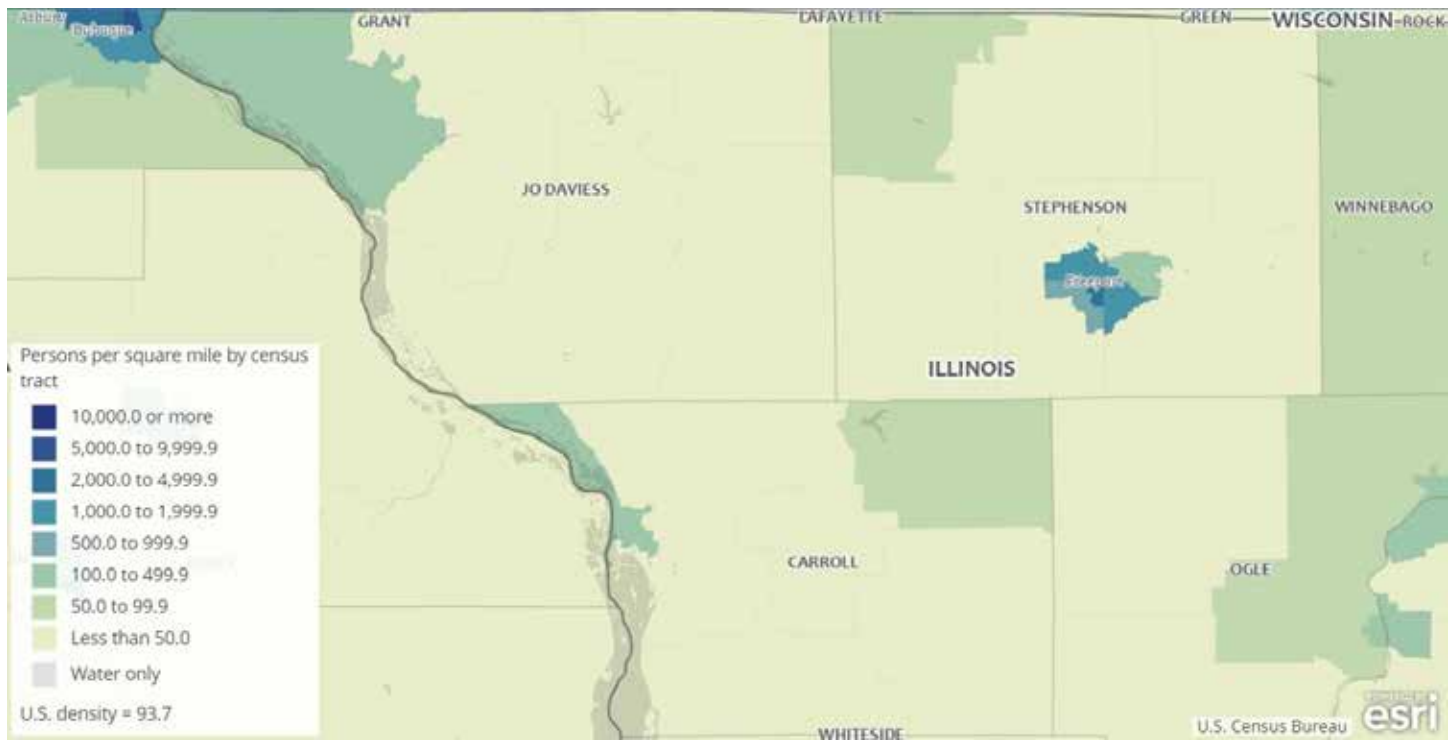 Asbury
Dubuque
GRANT
LAFAYETTE
GREEN
WISCONSIN
ROCK
JO DAVIESS
STEPHENSON
WINNEBAGO
Freeport
ILLINOIS
CARROLL
OGLE
WHITESIDE
Persons per square mile by census
tract
10,000.0 or more
5,000.0 to 9,999.9
2,000.0 to 4,999.9
1,000.0 to 1,999.9
500.0 to 999.9
100.0 to 499.9
50.0 to 99.9
Less than 50.0
Water only
U.S. density = 93.7
U.S. Census Bureau
esri